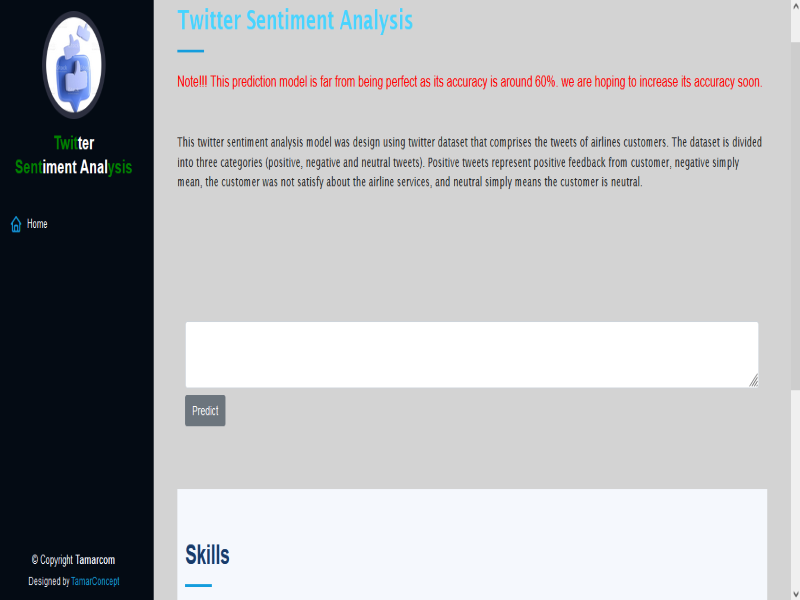 Twitter
Sentiment Analysis
Home
© Copyright Tamarcom
Designed by TamarConcept
Twitter Sentiment Analysis
Note!!! This prediction model is far from being perfect as its accuracy is around 60%. we are hoping to increase its accuracy soon.
This twitter sentiment analysis model was design using twitter dataset that comprises the tweets of airlines customers. The dataset is divided
into three categories (positive, negative and neutral tweets). Positive tweets represent positive feedback from customer, negative simply
mean, the customer was not satisfy about the airline services, and neutral simply means the customer is neutral.
Predict
Skills